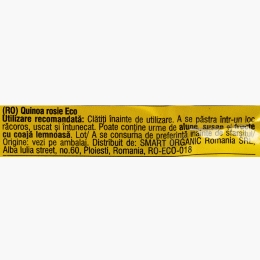 (RO) Quinoa rosie Eco
Utilizare recomandată: Clătiți înainte de utilizare. A se păstra într-un loc
răcoros, uscat și întunecat. Poate conține urme de alune, susan și fructe
cu coajă lemnoasă. Lot/ A se consuma de preferință înainte de sfârșitul/
Origine: vezi pe ambalaj. Distribuit de: SMART ORGANIC Romania SRL,
Alba Iulia street, no.60, Ploiesti, Romania, RO-ECO-018